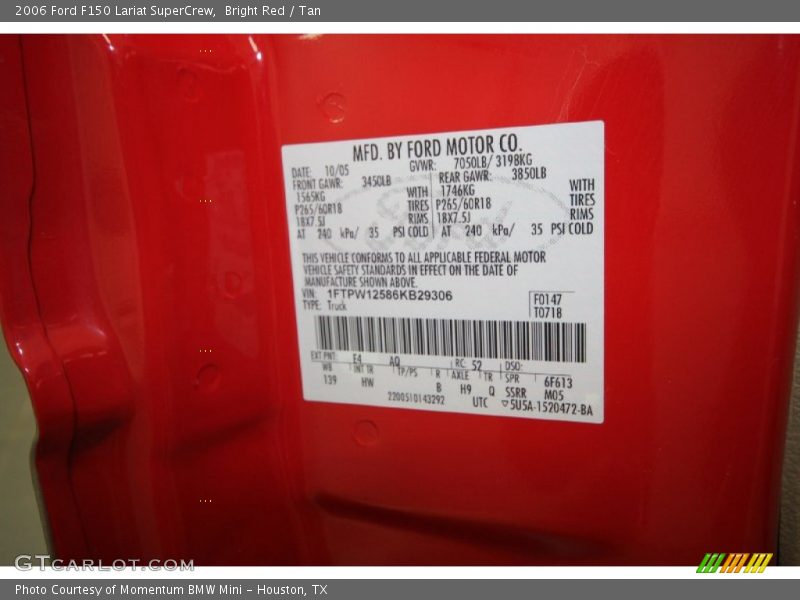 2006 Ford F150 Lariat SuperCrew,  Bright Red / Tan
MFD. BY FORD MOTOR CO.
DATE: 10/05 GVWR: 7050LB/ 3198KG
FRONT GAWR: 3450LB REAR GAWR: 3850LB
1565KG WITH 1746KG WITH
P265/60R18 TIRES P265/60R18 TIRES
18X7.5J RIMS 18X7.5J RIMS
AT 240 kPa/ 35 PSI COLD AT 240 kPa/ 35 PSI COLD
THIS VEHICLE CONFORMS TO ALL APPLICABLE FEDERAL MOTOR
VEHICLE SAFETY STANDARDS IN EFFECT ON THE DATE OF
MANUFACTURE SHOWN ABOVE.
VIN: 1FTPW12586KB29306 F0147
TYPE: Truck T0718
EXT PNT: E4 AQ RC: 52 DSO:
WB INT TR TP/PS R AXLE TR SPR 6F613
139 HW B H9 Q SSRR M05
2200510143292 UTC ▽5U5A-1520472-BA
GTCARLOT.COM
Photo Courtesy of Momentum BMW Mini - Houston, TX